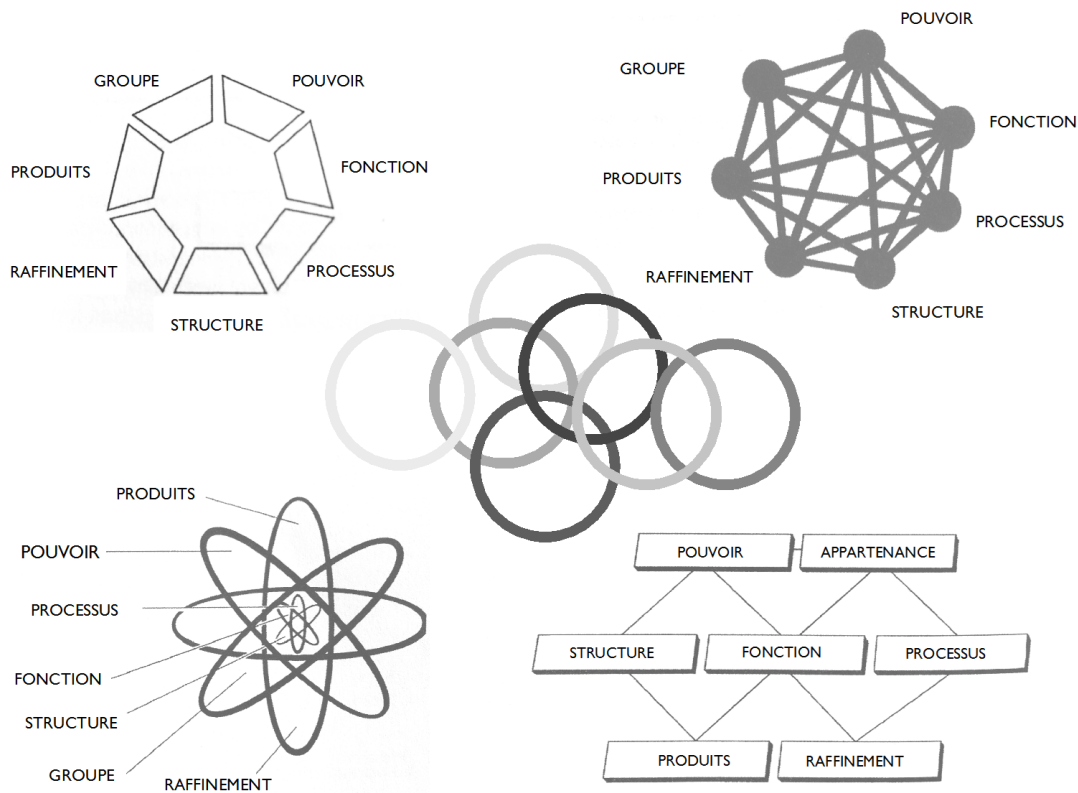 GROUPE
POUVOIR
PRODUITS
FONCTION
RAFFINEMENT
PROCESSUS
STRUCTURE
POUVOIR
GROUPE
FONCTION
PRODUITS
PROCESSUS
RAFFINEMENT
STRUCTURE
PRODUITS
POUVOIR
PROCESSUS
FONCTION
STRUCTURE
GROUPE
RAFFINEMENT
POUVOIR
APPARTENANCE
STRUCTURE
FONCTION
PROCESSUS
PRODUITS
RAFFINEMENT